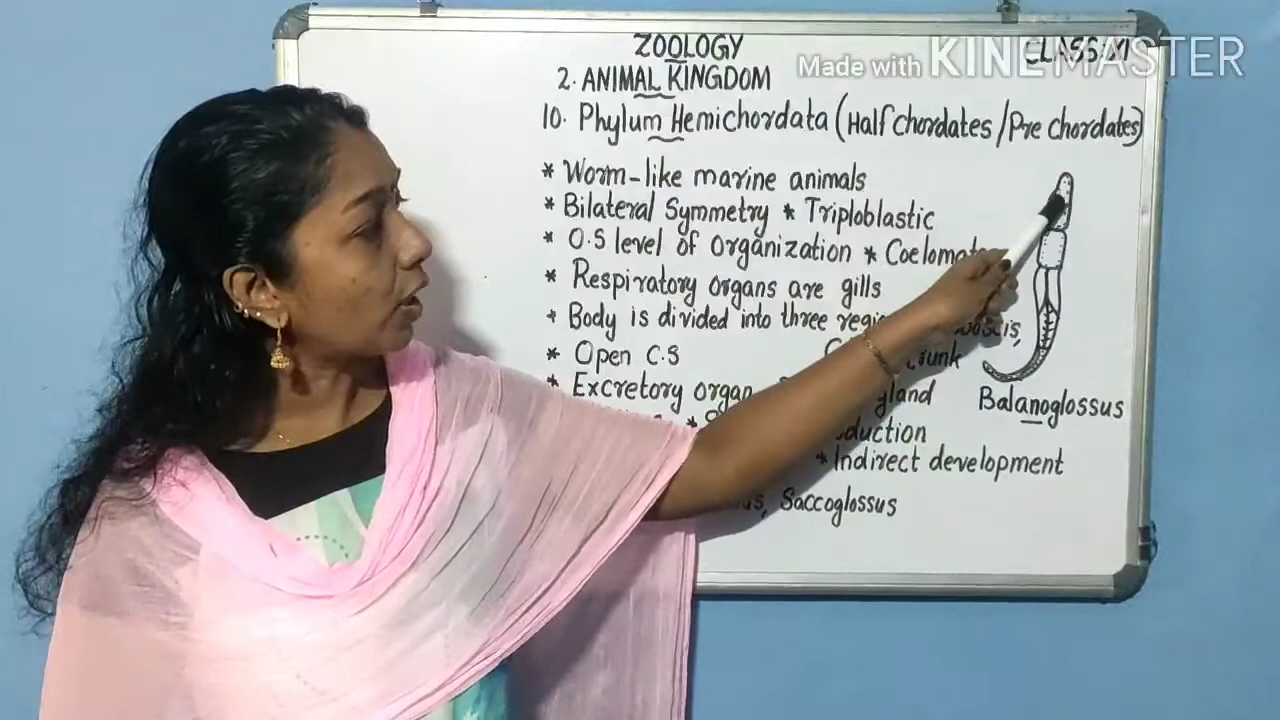 ZOOLOGY
CLASS:XI
Made with KINEMASTER
2. ANIMAL KINGDOM
10. Phylum Hemichordata (Half chordates / Pre chordates)
* Worm-like marine animals
* Bilateral Symmetry * Triploblastic
* O.S level of organization * Coelomate
* Respiratory organs are gills
* Body is divided into three
* Open C.S
* Excretory organ
gland
Balanoglossus
* Indirect development
Saccoglossus